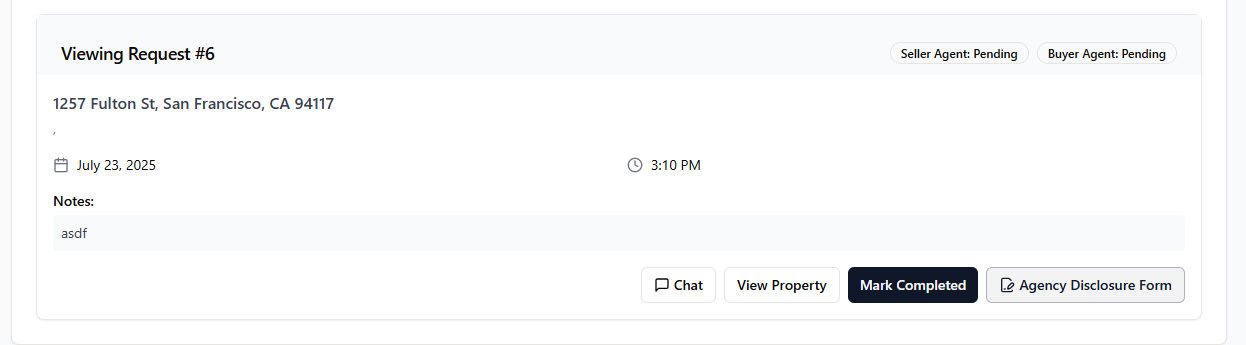 Viewing Request #6
Seller Agent: Pending
Buyer Agent: Pending
1257 Fulton St, San Francisco, CA 94117
,
July 23, 2025
3:10 PM
Notes:
asdf
Chat
View Property
Mark Completed
Agency Disclosure Form